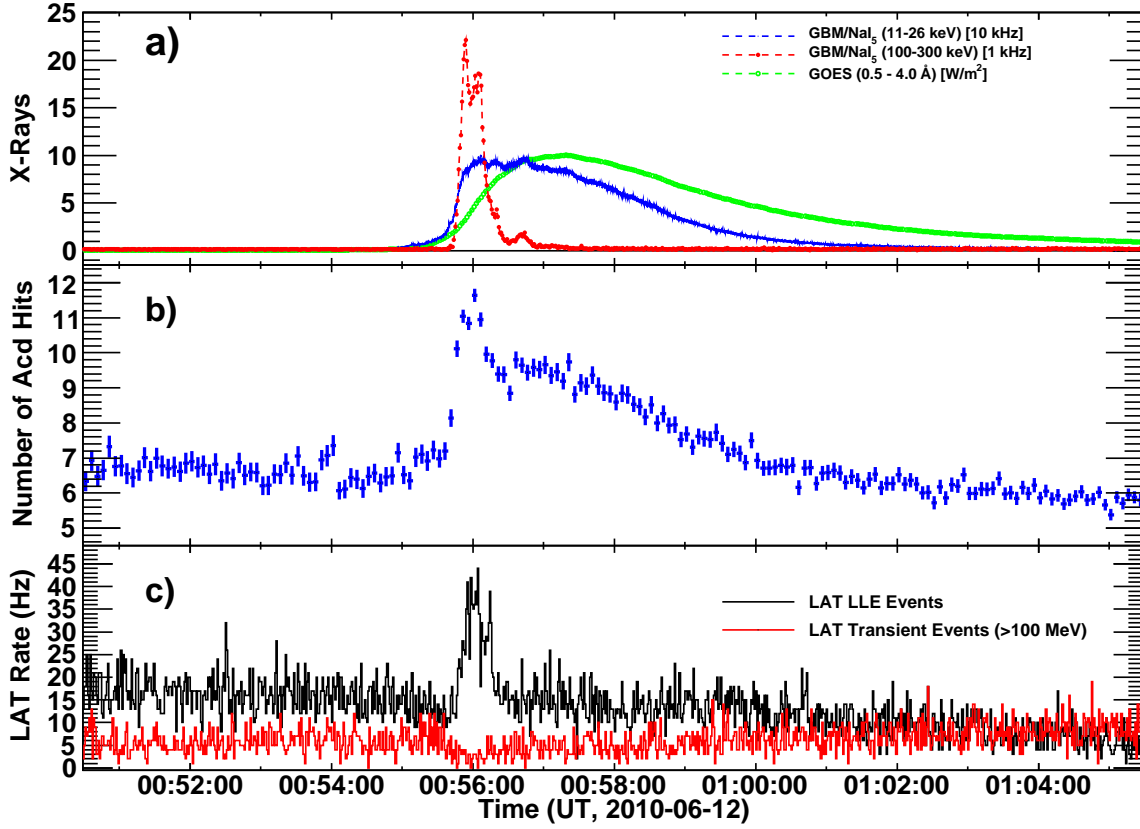 a)
GBM/NaI5 (11-26 keV) [10 kHz]
GBM/NaI5 (100-300 keV) [1 kHz]
GOES (0.5 - 4.0 Å) [W/m2]
X-Rays
25
20
15
10
5
0
b)
Number of Acd Hits
12
11
10
9
8
7
6
5
c)
LAT LLE Events
LAT Transient Events (>100 MeV)
LAT Rate (Hz)
45
40
35
30
25
20
15
10
5
0
00:52:00 00:54:00 00:56:00 00:58:00 01:00:00 01:02:00 01:04:00
Time (UT, 2010-06-12)